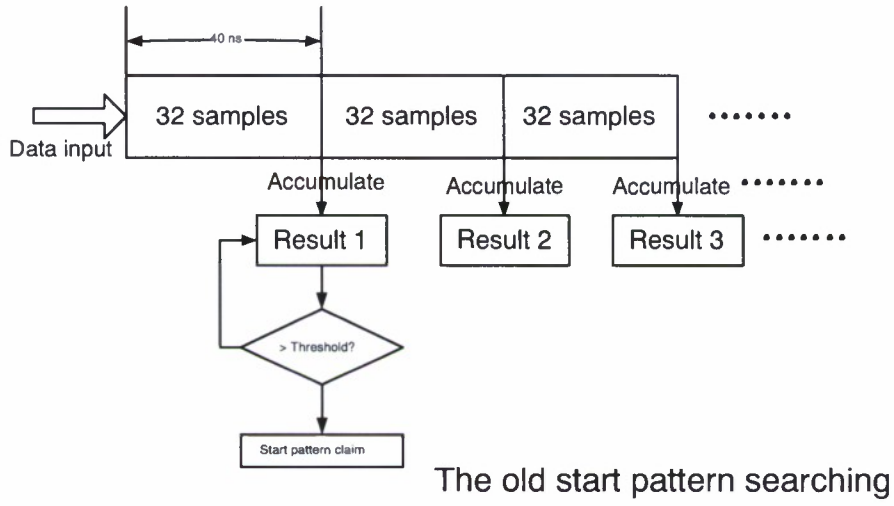 40 ns
32 samples
32 samples
32 samples
Data input
Accumulate
Accumulate
Accumulate
Result 1
Result 2
Result 3
> Threshold?
Start pattern claim
The old start pattern searching